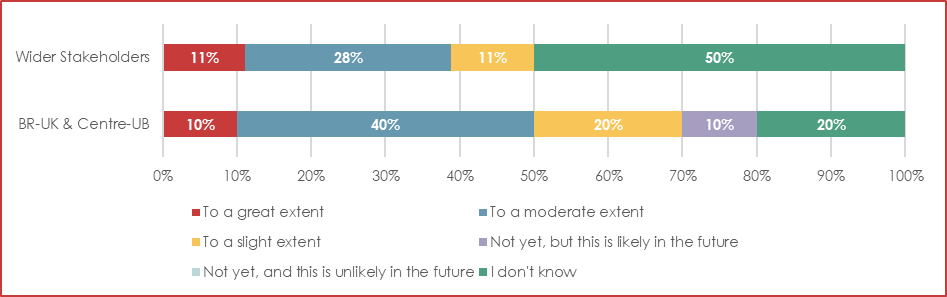 Wider Stakeholders 11% 28% 11% 50%
BR-UK & Centre-UB 10% 40% 20% 10% 20%
0% 10% 20% 30% 40% 50% 60% 70% 80% 90% 100%
To a great extent To a moderate extent
To a slight extent Not yet, but this is likely in the future
Not yet, and this is unlikely in the future I don't know